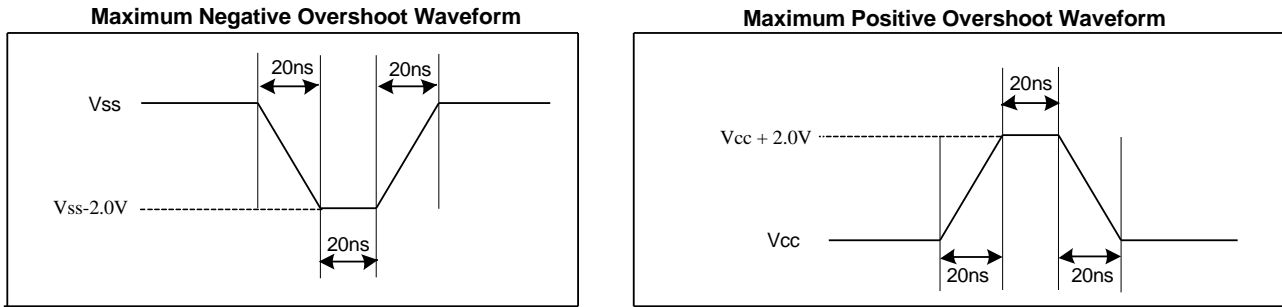 Maximum Negative Overshoot Waveform
20ns
20ns
Vss
Vss-2.0V
20ns
Maximum Positive Overshoot Waveform
20ns
Vcc + 2.0V
Vcc
20ns
20ns